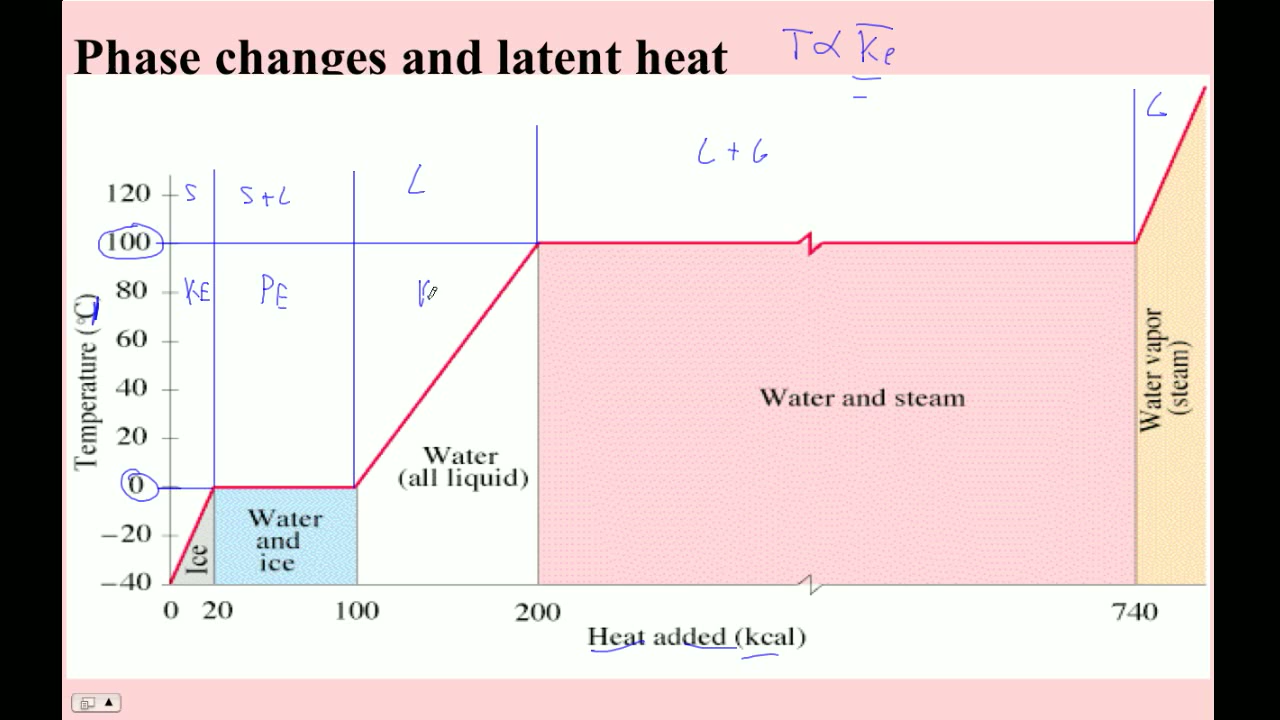 Phase changes and latent heat
T ∝ K̅e
G
L + G
L
S
S+L
120
100
80
60
40
20
0
−20
−40
KE
PE
K
Temperature (°C)
Water and steam
Water vapor
(steam)
Water
(all liquid)
Water
and
ice
Ice
0 20 100 200 740
Heat added (kcal)